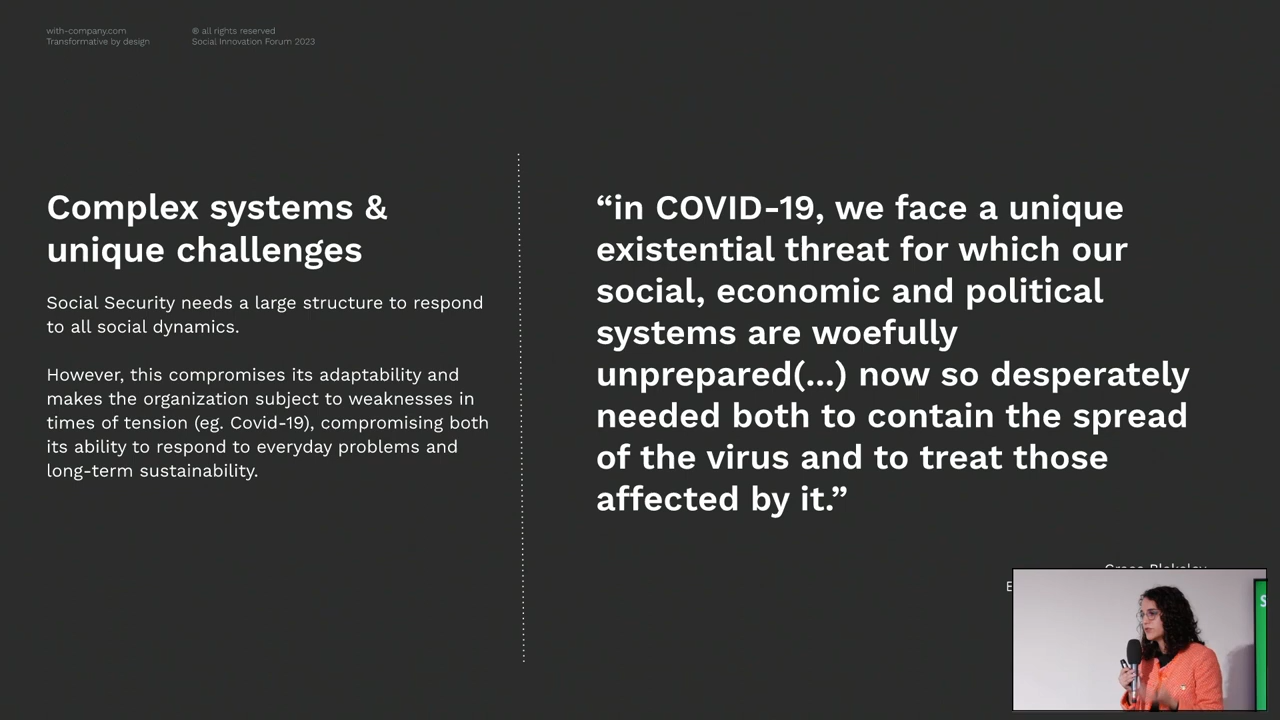 with-company.com
Transformative by design
® all rights reserved
Social Innovation Forum 2023
Complex systems &
unique challenges
Social Security needs a large structure to respond
to all social dynamics.
However, this compromises its adaptability and
makes the organization subject to weaknesses in
times of tension (eg. Covid-19), compromising both
its ability to respond to everyday problems and
long-term sustainability.
“in COVID-19, we face a unique
existential threat for which our
social, economic and political
systems are woefully
unprepared(...) now so desperately
needed both to contain the spread
of the virus and to treat those
affected by it.”
Grace Blakeley